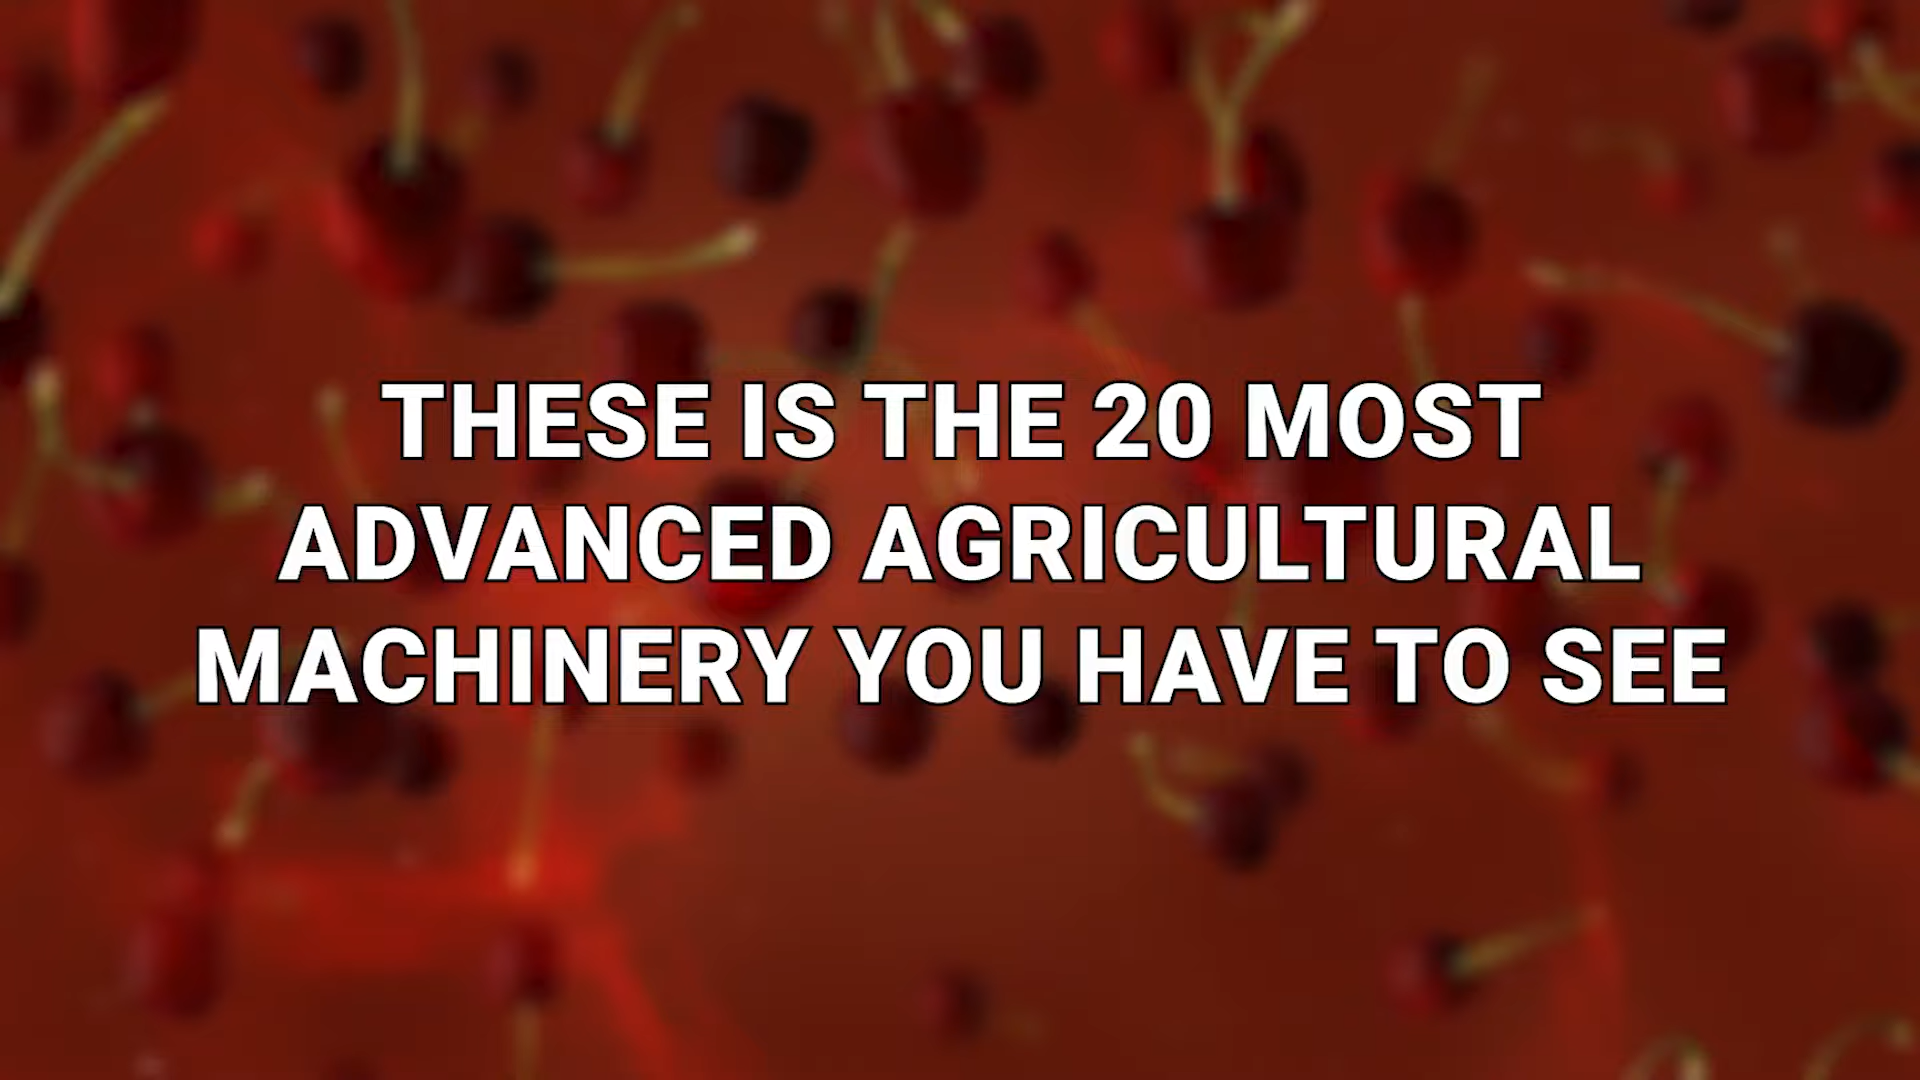 THESE IS THE 20 MOST
ADVANCED AGRICULTURAL
MACHINERY YOU HAVE TO SEE